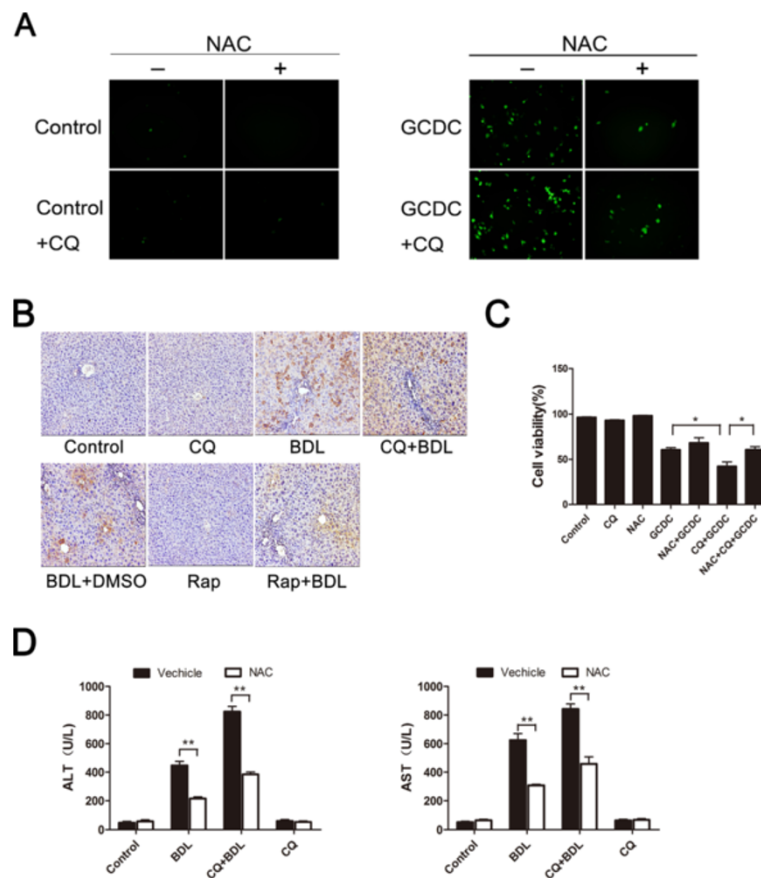 A
NAC
NAC
– +
– +
Control
GCDC
Control
+CQ
GCDC
+CQ
B
Control
CQ
BDL
CQ+BDL
BDL+DMSO
Rap
Rap+BDL
C
Cell viability(%)
150
100
50
0
*
*
Control
CQ
NAC
GCDC
NAC+GCDC
CQ+GCDC
NAC+CQ+GCDC
D
Vechicle
NAC
ALT (U/L)
1000
800
600
400
200
0
**
**
Control
BDL
CQ+BDL
CQ
Vechicle
NAC
AST (U/L)
1000
800
600
400
200
0
**
**
Control
BDL
CQ+BDL
CQ